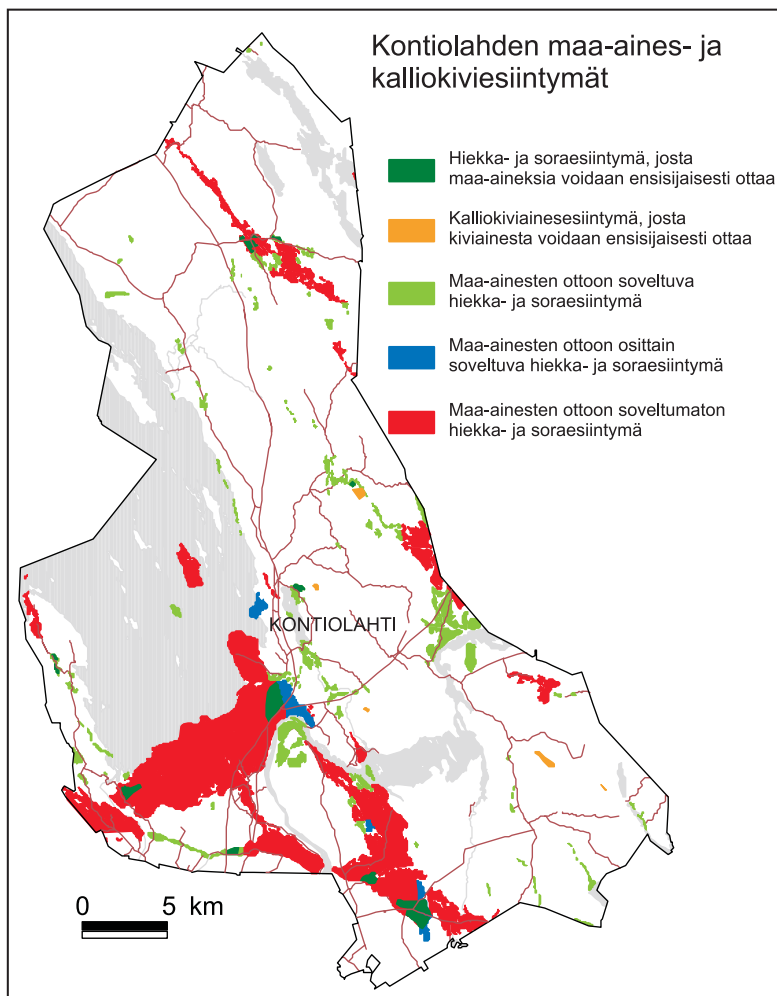 Kontiolahden maa-aines- ja
kalliokiviesiintymät
Hiekka- ja soraesiintymä, josta
maa-aineksia voidaan ensisijaisesti ottaa
Kalliokiviainesesiintymä, josta
kiviainesta voidaan ensisijaisesti ottaa
Maa-ainesten ottoon soveltuva
hiekka- ja soraesiintymä
Maa-ainesten ottoon osittain
soveltuva hiekka- ja soraesiintymä
Maa-ainesten ottoon soveltumaton
hiekka- ja soraesiintymä
KONTIOLAHTI
0 5 km